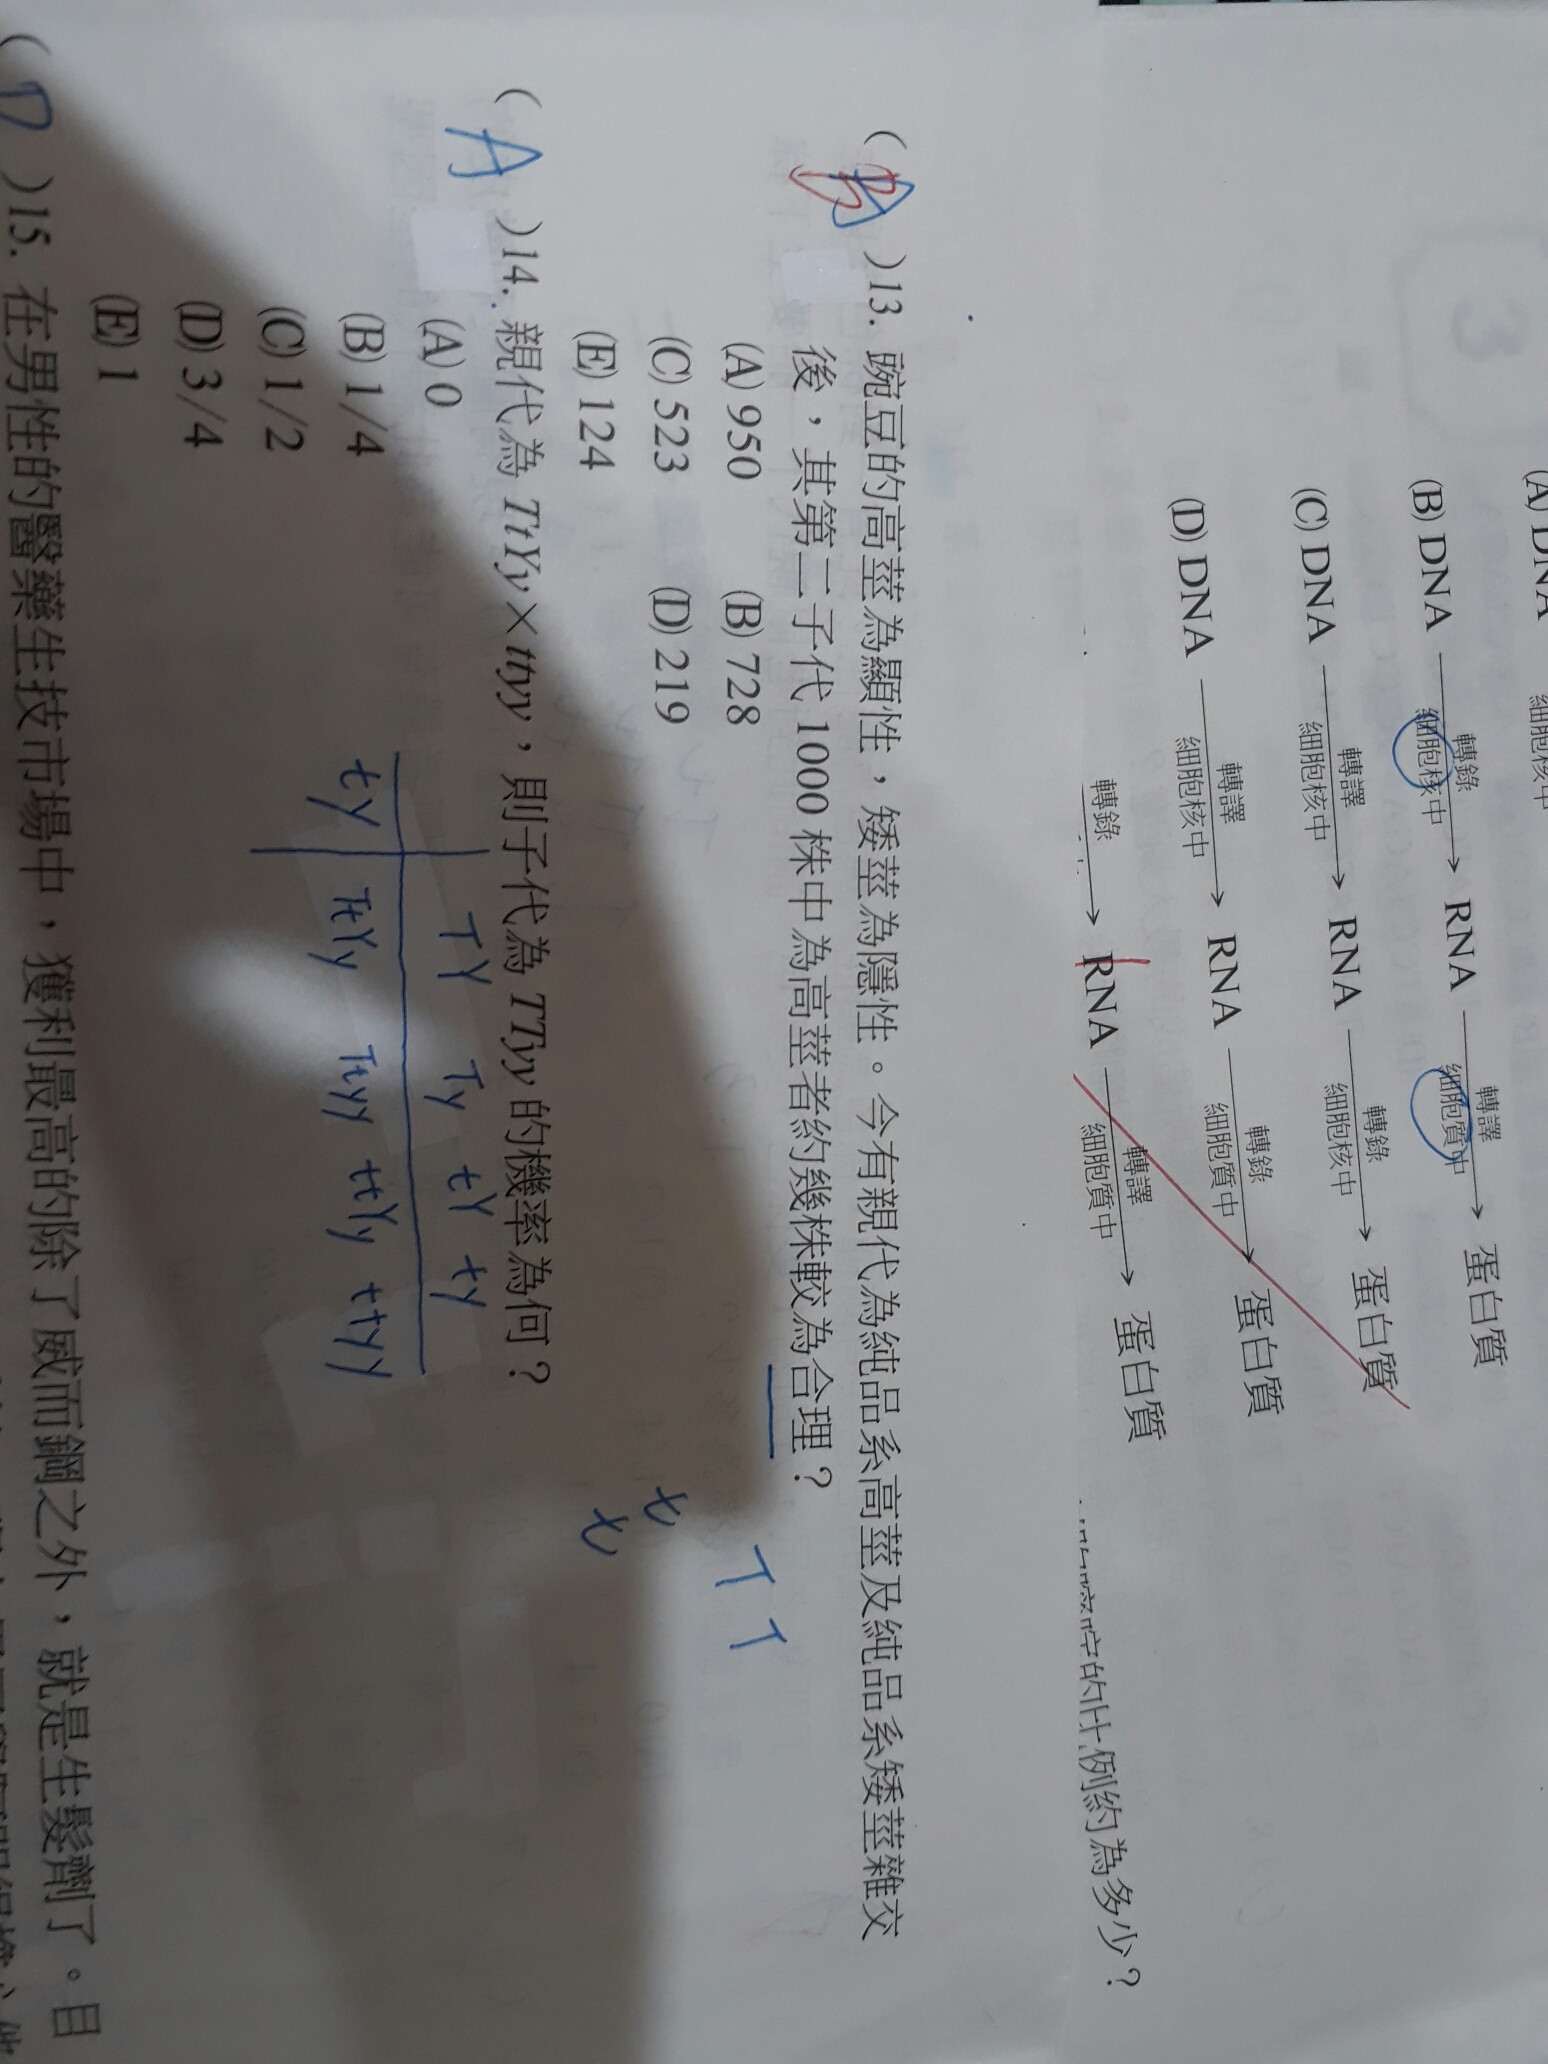 (A) DNA 細胞核中
(B) DNA 轉錄 細胞核中 RNA 轉譯 細胞質中 蛋白質
(C) DNA 轉譯 細胞核中 RNA 轉錄 細胞核中 蛋白質
(D) DNA 轉譯 細胞核中 RNA 轉錄 細胞質中 蛋白質
轉錄 RNA 轉譯 細胞質中 蛋白質
的比例約為多少?
( )13. 豌豆的高莖為顯性,矮莖為隱性。今有親代為純品系高莖及純品系矮莖雜交
後,其第二子代 1000 株中為高莖者約幾株較為合理?
(A) 950 (B) 728
(C) 523 (D) 219
(E) 124
T T
t
t
( A )14. 親代為 TtYy×ttyy,則子代為 TTyy 的機率為何?
(A) 0
(B) 1/4
(C) 1/2
(D) 3/4
(E) 1
TY Ty tY ty
ty TtYy Ttyy ttYy ttyy
( D )15. 在男性的醫藥生技市場中,獲利最高的除了威而鋼之外,就是生髮劑了。目